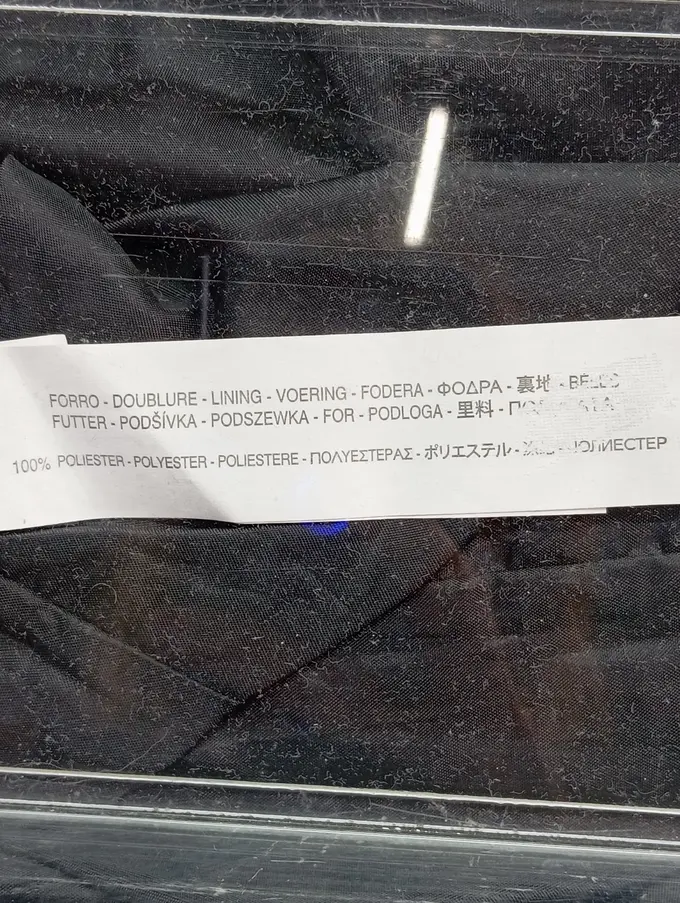 FORRO - DOUBLURE - LINING - VOERING - FODERA - ΦΟΔΡΑ - 裏地 -
FUTTER - PODŠÍVKA - PODSZEWKA - FOR - PODLOGA - 里料 -
100% POLIESTER - POLYESTER - POLIESTERE - ΠΟΛΥΕΣΤΕΡΑΣ - ポリエステル -